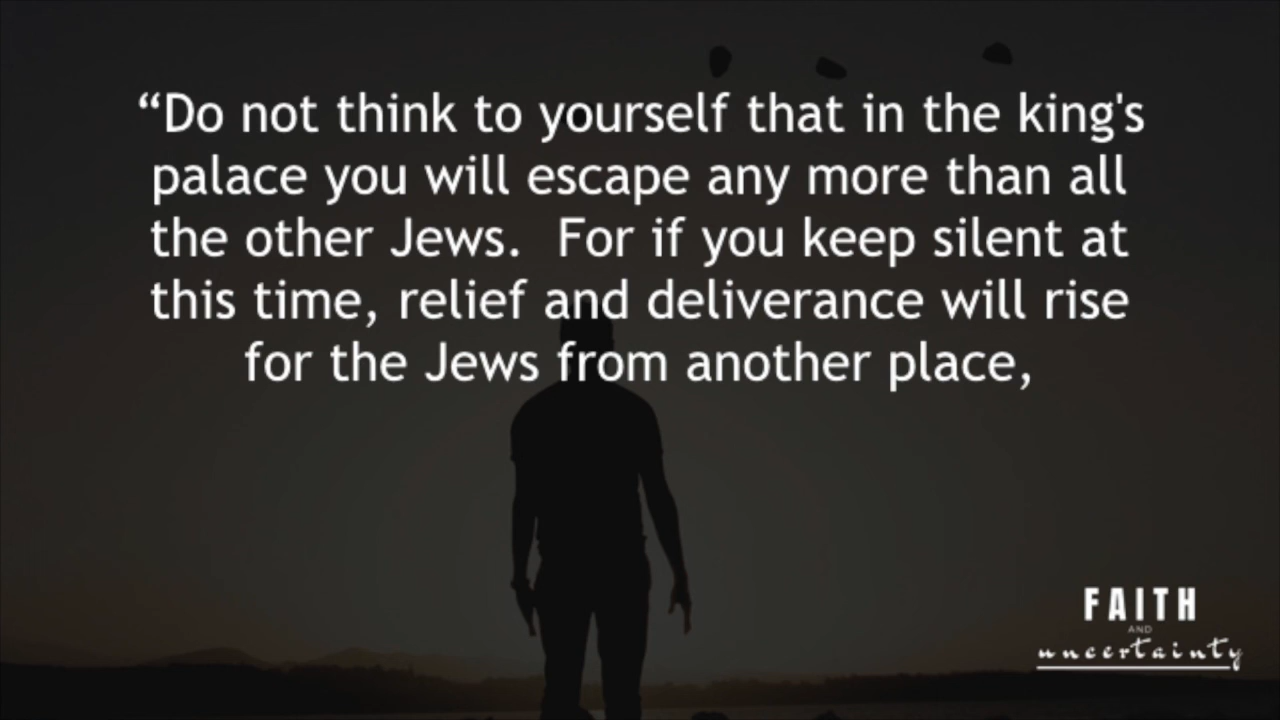 “Do not think to yourself that in the king's
palace you will escape any more than all
the other Jews.  For if you keep silent at
this time, relief and deliverance will rise
for the Jews from another place,
FAITH
AND
uncertainty